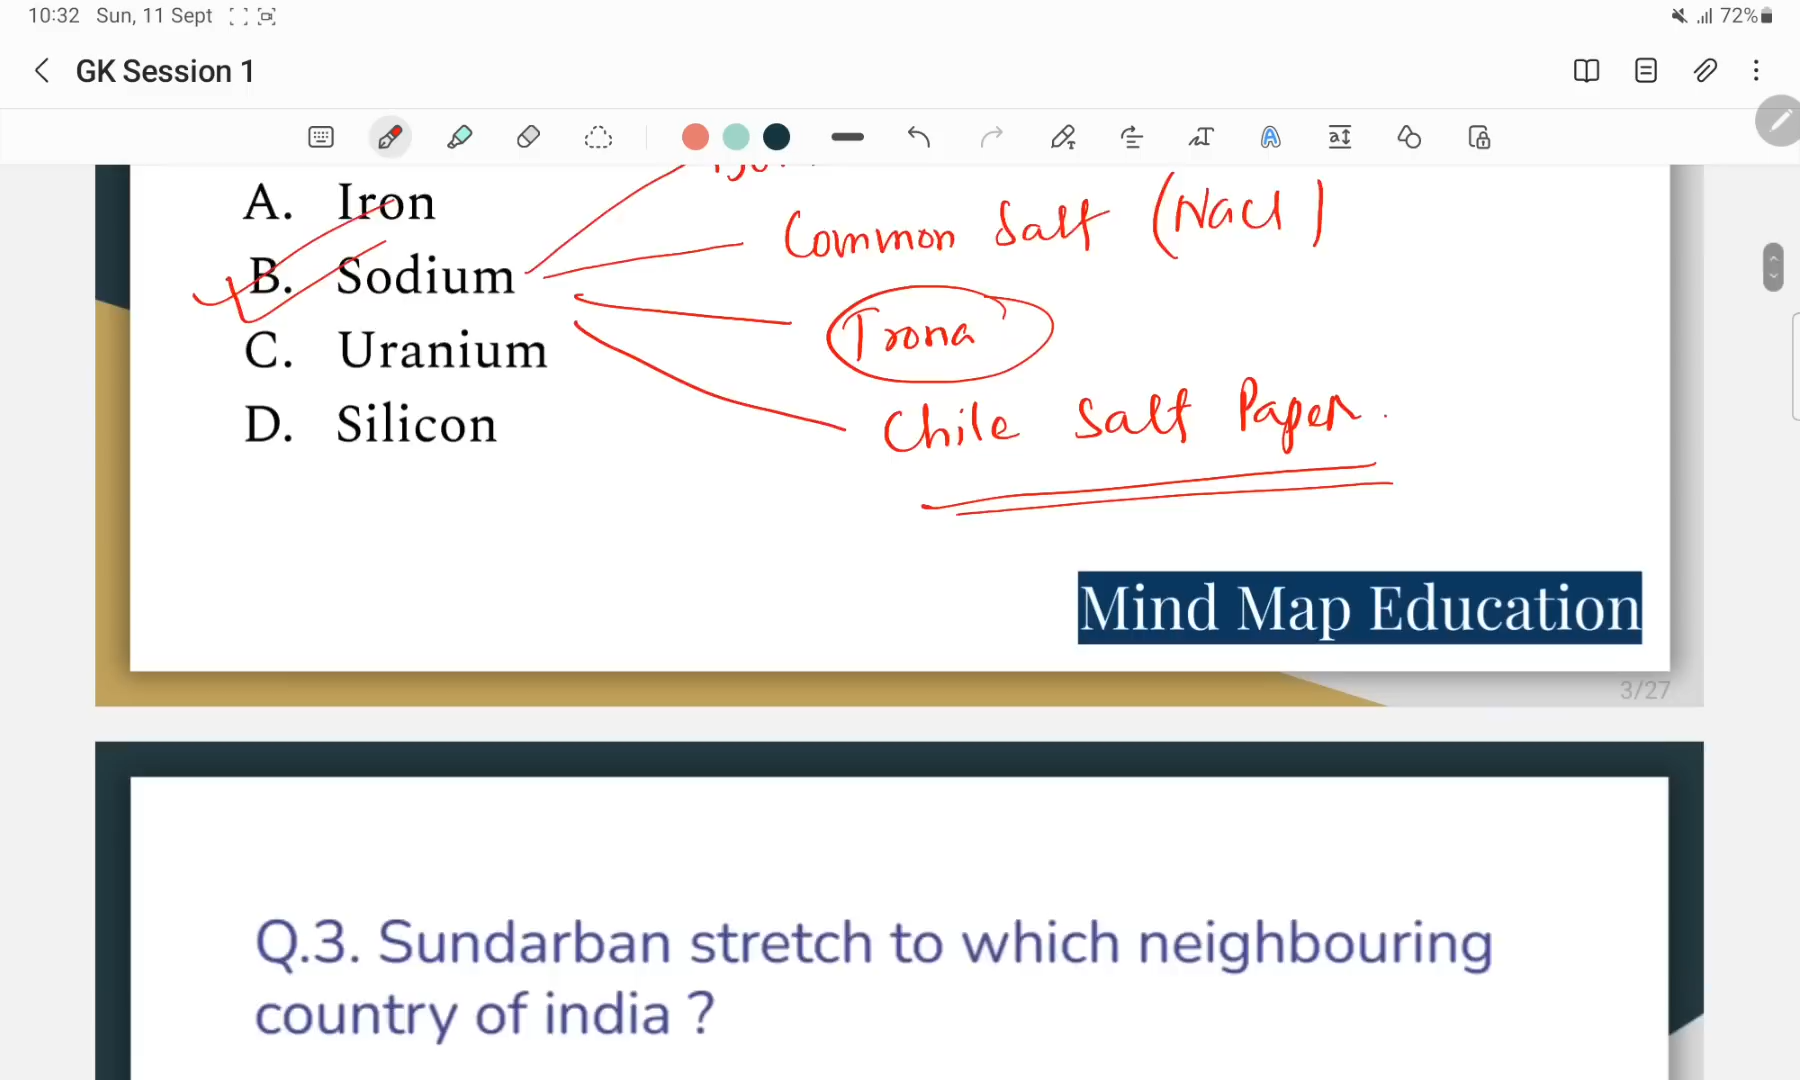 10:32 Sun, 11 Sept 72%
GK Session 1
A. Iron
Common Salt (NaCl)
B. Sodium
Trona
C. Uranium
Chile Salt Paper.
D. Silicon
Mind Map Education
3/27
Q.3. Sundarban stretch to which neighbouring
country of india ?